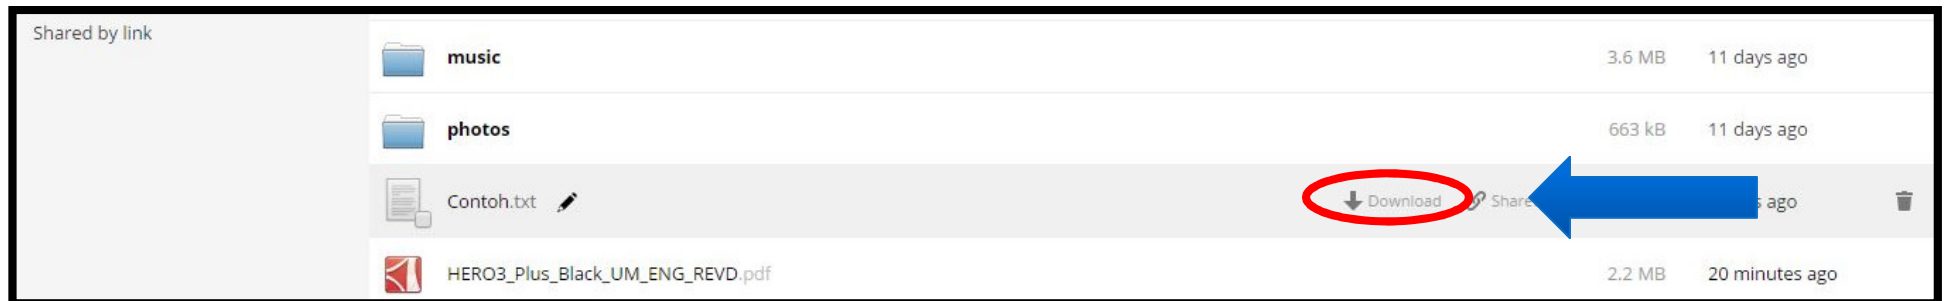 Shared by link
music 3.6 MB 11 days ago
photos 663 kB 11 days ago
Contoh.txt Download Share ago
HERO3_Plus_Black_UM_ENG_REVD.pdf 2.2 MB 20 minutes ago